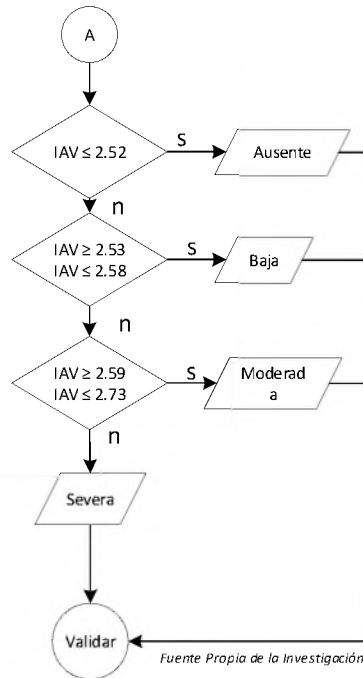 A
IAV ≤ 2.52
S
Ausente
n
IAV ≥ 2.53
IAV ≤ 2.58
S
Baja
n
IAV ≥ 2.59
IAV ≤ 2.73
S
Moderad
a
n
Severa
Validar
Fuente Propia de la Investigación